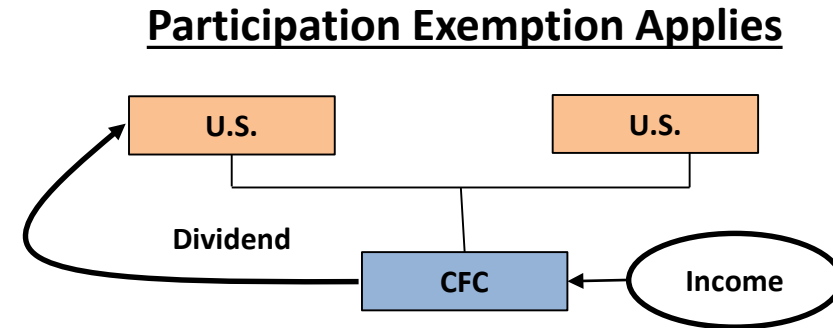 Participation Exemption Applies
U.S.
U.S.
Dividend
CFC
Income